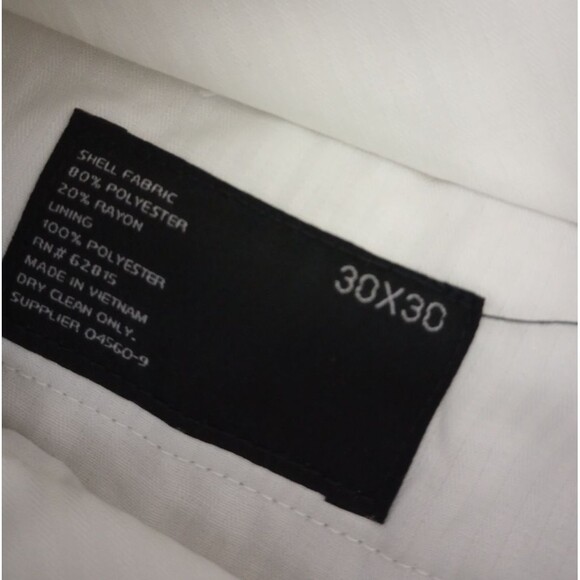 SHELL FABRIC
80% POLYESTER
20% RAYON
LINING
100% POLYESTER
RN# 62815
MADE IN VIETNAM
DRY CLEAN ONLY.
SUPPLIER 04560-9
30X30